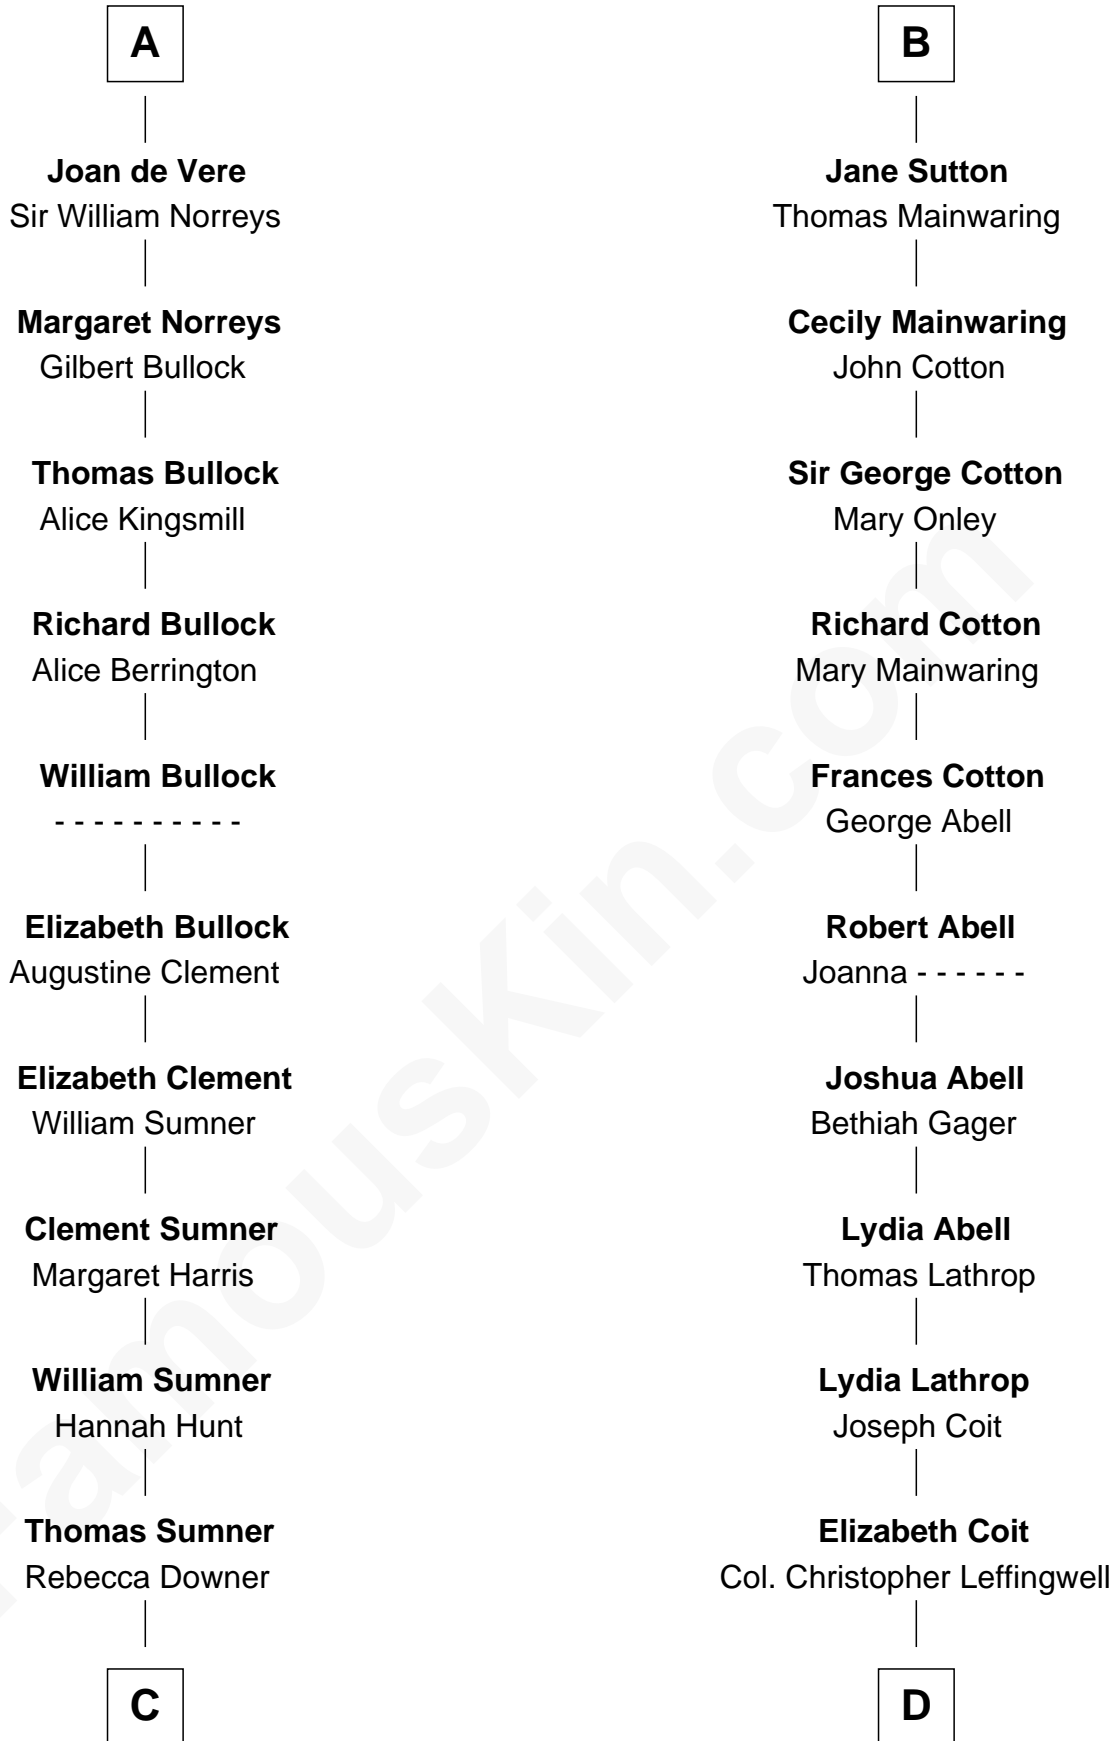 A
Joan de Vere
Sir William Norreys
Margaret Norreys
Gilbert Bullock
Thomas Bullock
Alice Kingsmill
Richard Bullock
Alice Berrington
William Bullock
- - - - - - - - - -
Elizabeth Bullock
Augustine Clement
Elizabeth Clement
William Sumner
Clement Sumner
Margaret Harris
William Sumner
Hannah Hunt
Thomas Sumner
Rebecca Downer
C
B
Jane Sutton
Thomas Mainwaring
Cecily Mainwaring
John Cotton
Sir George Cotton
Mary Onley
Richard Cotton
Mary Mainwaring
Frances Cotton
George Abell
Robert Abell
Joanna - - - - - -
Joshua Abell
Bethiah Gager
Lydia Abell
Thomas Lathrop
Lydia Lathrop
Joseph Coit
Elizabeth Coit
Col. Christopher Leffingwell
D
FamousKin.com